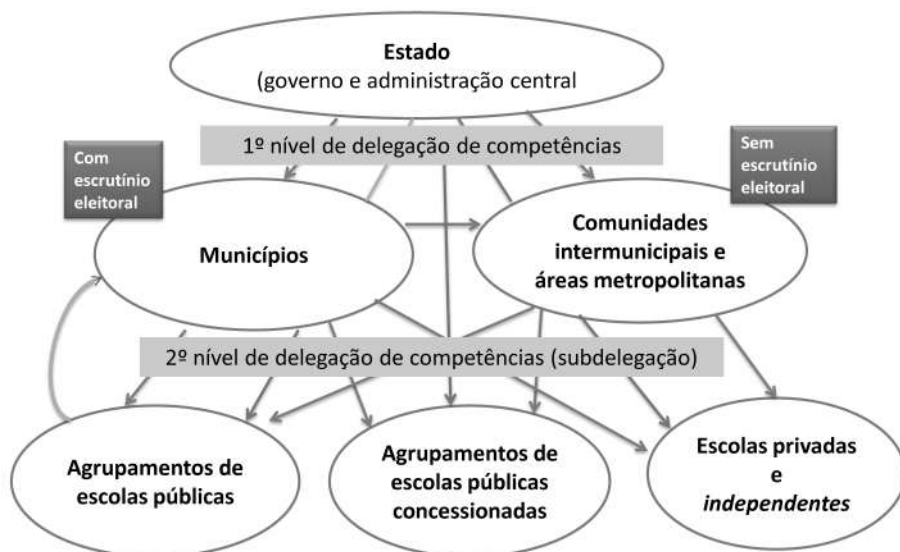 Estado
(governo e administração central
1º nível de delegação de competências
Com
escrutínio
eleitoral
Sem
escrutínio
eleitoral
Municípios
Comunidades
intermunicipais e
áreas metropolitanas
2º nível de delegação de competências (subdelegação)
Agrupamentos de
escolas públicas
Agrupamentos de
escolas públicas
concessionadas
Escolas privadas
e
independentes